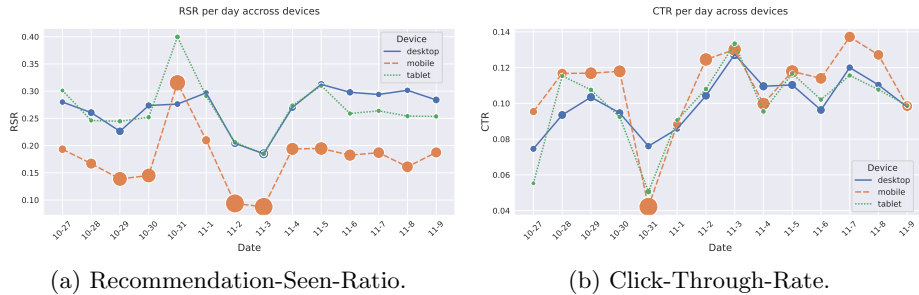 RSR per day accross devices
0.40
0.35
0.30
0.25
0.20
0.15
0.10
RSR
Device
desktop
mobile
tablet
10-27
10-28
10-29
10-30
10-31
11-1
11-2
11-3
11-4
11-5
11-6
11-7
11-8
11-9
Date
(a) Recommendation-Seen-Ratio.
CTR per day across devices
0.14
0.12
0.10
0.08
0.06
0.04
CTR
Device
desktop
mobile
tablet
10-27
10-28
10-29
10-30
10-31
11-1
11-2
11-3
11-4
11-5
11-6
11-7
11-8
11-9
Date
(b) Click-Through-Rate.